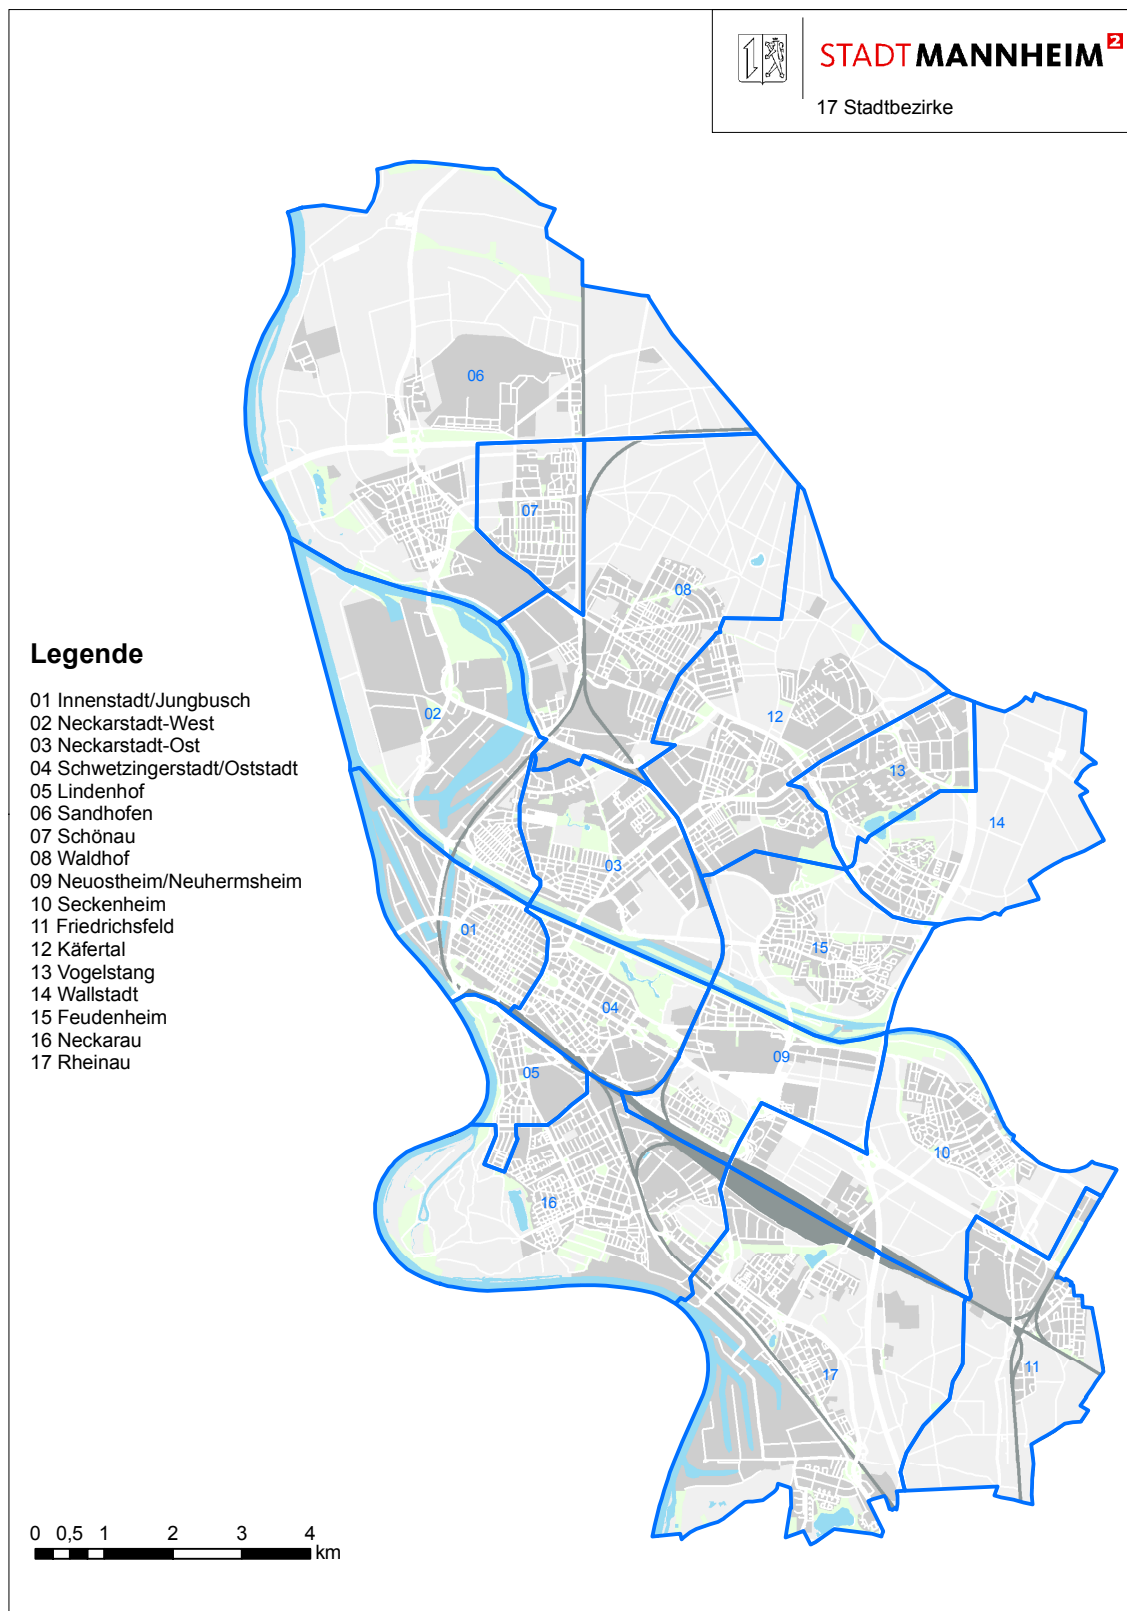 STADTMANNHEIM²
17 Stadtbezirke
06
07
08
02
12
13
14
03
15
01
04
09
05
10
16
11
17
Legende
01 Innenstadt/Jungbusch
02 Neckarstadt-West
03 Neckarstadt-Ost
04 Schwetzingerstadt/Oststadt
05 Lindenhof
06 Sandhofen
07 Schönau
08 Waldhof
09 Neuostheim/Neuhermsheim
10 Seckenheim
11 Friedrichsfeld
12 Käfertal
13 Vogelstang
14 Wallstadt
15 Feudenheim
16 Neckarau
17 Rheinau
0 0,5 1 2 3 4
km